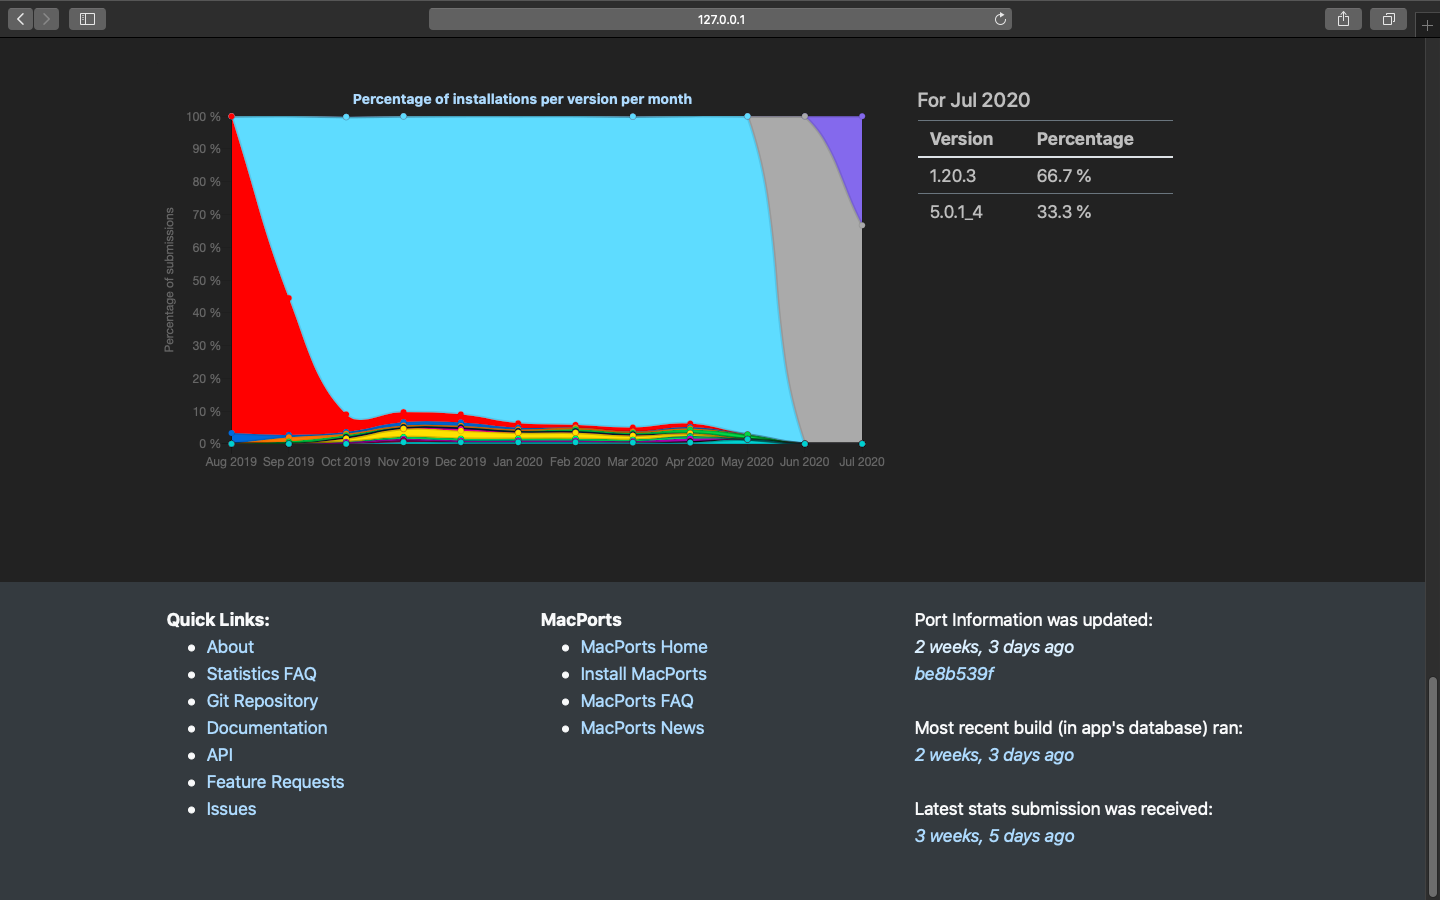 127.0.0.1
Percentage of installations per version per month
100 %
90 %
80 %
70 %
60 %
50 %
40 %
30 %
20 %
10 %
0 %
Percentage of submissions
Aug 2019 Sep 2019 Oct 2019 Nov 2019 Dec 2019 Jan 2020 Feb 2020 Mar 2020 Apr 2020 May 2020 Jun 2020 Jul 2020
For Jul 2020
Version Percentage
1.20.3 66.7 %
5.0.1_4 33.3 %
Quick Links:
About
Statistics FAQ
Git Repository
Documentation
API
Feature Requests
Issues
MacPorts
MacPorts Home
Install MacPorts
MacPorts FAQ
MacPorts News
Port Information was updated:
2 weeks, 3 days ago
be8b539f
Most recent build (in app's database) ran:
2 weeks, 3 days ago
Latest stats submission was received:
3 weeks, 5 days ago